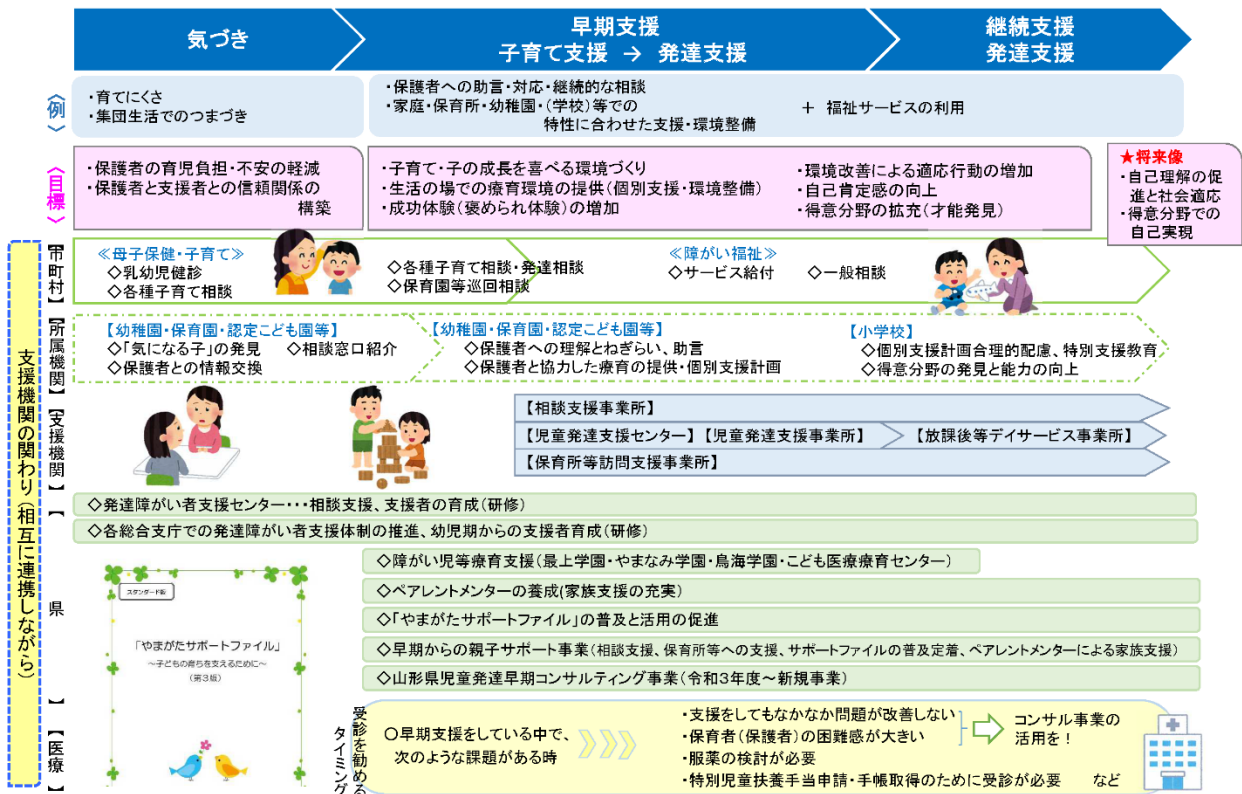 気づき
早期支援
子育て支援 → 発達支援
継続支援
発達支援
〈例〉
・育てにくさ
・集団生活でのつまづき
・保護者への助言・対応・継続的な相談
・家庭・保育所・幼稚園・(学校)等での
特性に合わせた支援・環境整備
＋ 福祉サービスの利用
〈目標〉
・保護者の育児負担・不安の軽減
・保護者と支援者との信頼関係の
構築
・子育て・子の成長を喜べる環境づくり
・生活の場での療育環境の提供(個別支援・環境整備)
・成功体験(褒められ体験)の増加
・環境改善による適応行動の増加
・自己肯定感の向上
・得意分野の拡充(才能発見)
★将来像
・自己理解の促
進と社会適応
・得意分野での
自己実現
支援機関の関わり(相互に連携しながら)
【市町村】
≪母子保健・子育て≫
◇乳幼児健診
◇各種子育て相談
◇各種子育て相談・発達相談
◇保育園等巡回相談
≪障がい福祉≫
◇サービス給付 ◇一般相談
【所属機関】
【幼稚園・保育園・認定こども園等】
◇「気になる子」の発見 ◇相談窓口紹介
◇保護者との情報交換
【幼稚園・保育園・認定こども園等】
◇保護者への理解とねぎらい、助言
◇保護者と協力した療育の提供・個別支援計画
【小学校】
◇個別支援計画合理的配慮、特別支援教育
◇得意分野の発見と能力の向上
【支援機関】
【相談支援事業所】
【児童発達支援センター】【児童発達支援事業所】
【放課後等デイサービス事業所】
【保育所等訪問支援事業所】
【県】
◇発達障がい者支援センター・・・相談支援、支援者の育成(研修)
◇各総合支庁での発達障がい者支援体制の推進、幼児期からの支援者育成(研修)
◇障がい児等療育支援(最上学園・やまなみ学園・鳥海学園・こども医療療育センター)
◇ペアレントメンターの養成(家族支援の充実)
◇「やまがたサポートファイル」の普及と活用の促進
◇早期からの親子サポート事業(相談支援、保育所等への支援、サポートファイルの普及定着、ペアレントメンターによる家族支援)
◇山形県児童発達早期コンサルティング事業(令和3年度～新規事業)
スタンダード版
「やまがたサポートファイル」
～子どもの育ちを支えるために～
(第3版)
【医療】
受診を勧める
タイミング
○早期支援をしている中で、
次のような課題がある時
・支援をしてもなかなか問題が改善しない
・保育者(保護者)の困難感が大きい
・服薬の検討が必要
・特別児童扶養手当申請・手帳取得のために受診が必要 など
コンサル事業の
活用を！